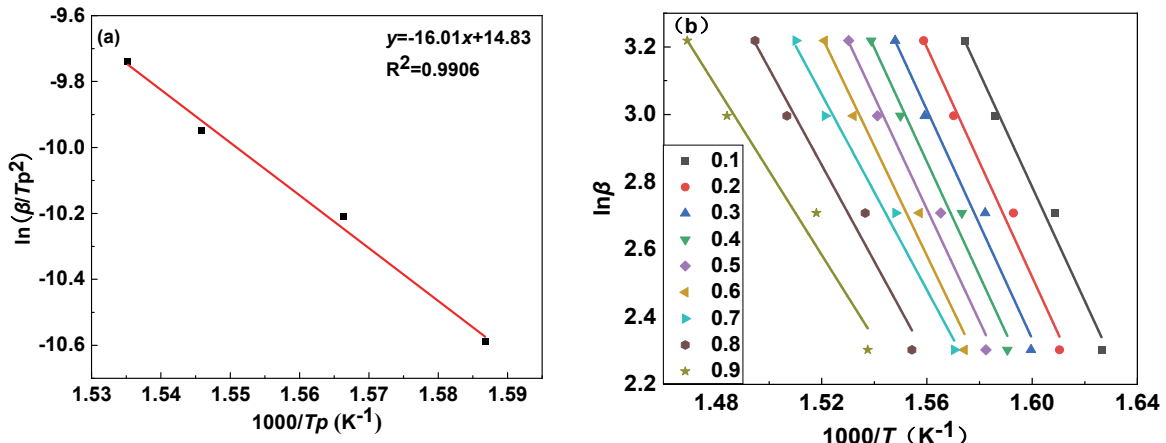 (a)
y=-16.01x+14.83
R²=0.9906
-9.6
-9.8
-10.0
-10.2
-10.4
-10.6
ln(β/Tp²)
1.53 1.54 1.55 1.56 1.57 1.58 1.59
1000/Tp (K⁻¹)
（b）
3.2
3.0
2.8
2.6
2.4
2.2
lnβ
0.1
0.2
0.3
0.4
0.5
0.6
0.7
0.8
0.9
1.48 1.52 1.56 1.60 1.64
1000/T（K⁻¹）